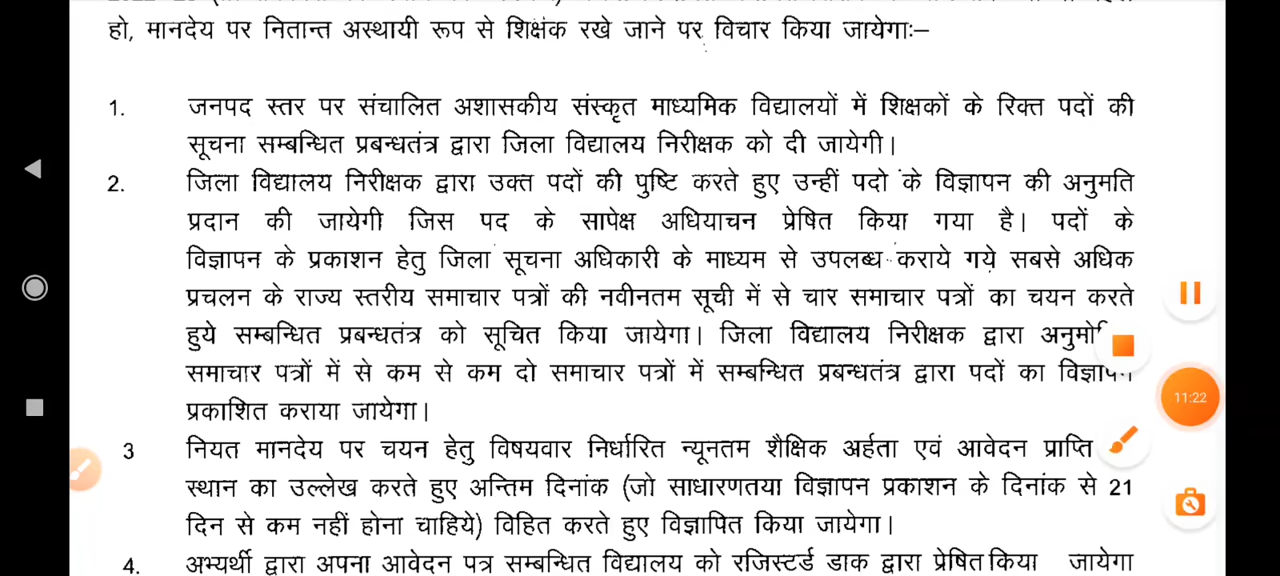 हो, मानदेय पर नितान्त अस्थायी रूप से शिक्षंक रखे जाने पर विचार किया जायेगाः–
1. जनपद स्तर पर संचालित अशासकीय संस्कृत माध्यमिक विद्यालयों में शिक्षकों के रिक्त पदों की
सूचना सम्बन्धित प्रबन्धतंत्र द्वारा जिला विद्यालय निरीक्षक को दी जायेगी।
2. जिला विद्यालय निरीक्षक द्वारा उक्त पदों की पुष्टि करते हुए उन्हीं पदो के विज्ञापन की अनुमति
प्रदान की जायेगी जिस पद के सापेक्ष अधियाचन प्रेषित किया गया है। पदों के
विज्ञापन के प्रकाशन हेतु जिला सूचना अधिकारी के माध्यम से उपलब्ध कराये गये सबसे अधिक
प्रचलन के राज्य स्तरीय समाचार पत्रों की नवीनतम सूची में से चार समाचार पत्रों का चयन करते
हुये सम्बन्धित प्रबन्धतंत्र को सूचित किया जायेगा। जिला विद्यालय निरीक्षक द्वारा
समाचार पत्रों में से कम से कम दो समाचार पत्रों में सम्बन्धित प्रबन्धतंत्र द्वारा पदों का विज्ञापन
प्रकाशित कराया जायेगा।
3 नियत मानदेय पर चयन हेतु विषयवार निर्धारित न्यूनतम शैक्षिक अर्हता एवं आवेदन प्राप्ति
स्थान का उल्लेख करते हुए अन्तिम दिनांक (जो साधारणतया विज्ञापन प्रकाशन के दिनांक से 21
दिन से कम नहीं होना चाहिये) विहित करते हुए विज्ञापित किया जायेगा।
4. अभ्यर्थी द्वारा अपना आवेदन पत्र सम्बन्धित विद्यालय को रजिस्टर्ड डाक द्वारा प्रेषित किया जायेगा
11:22